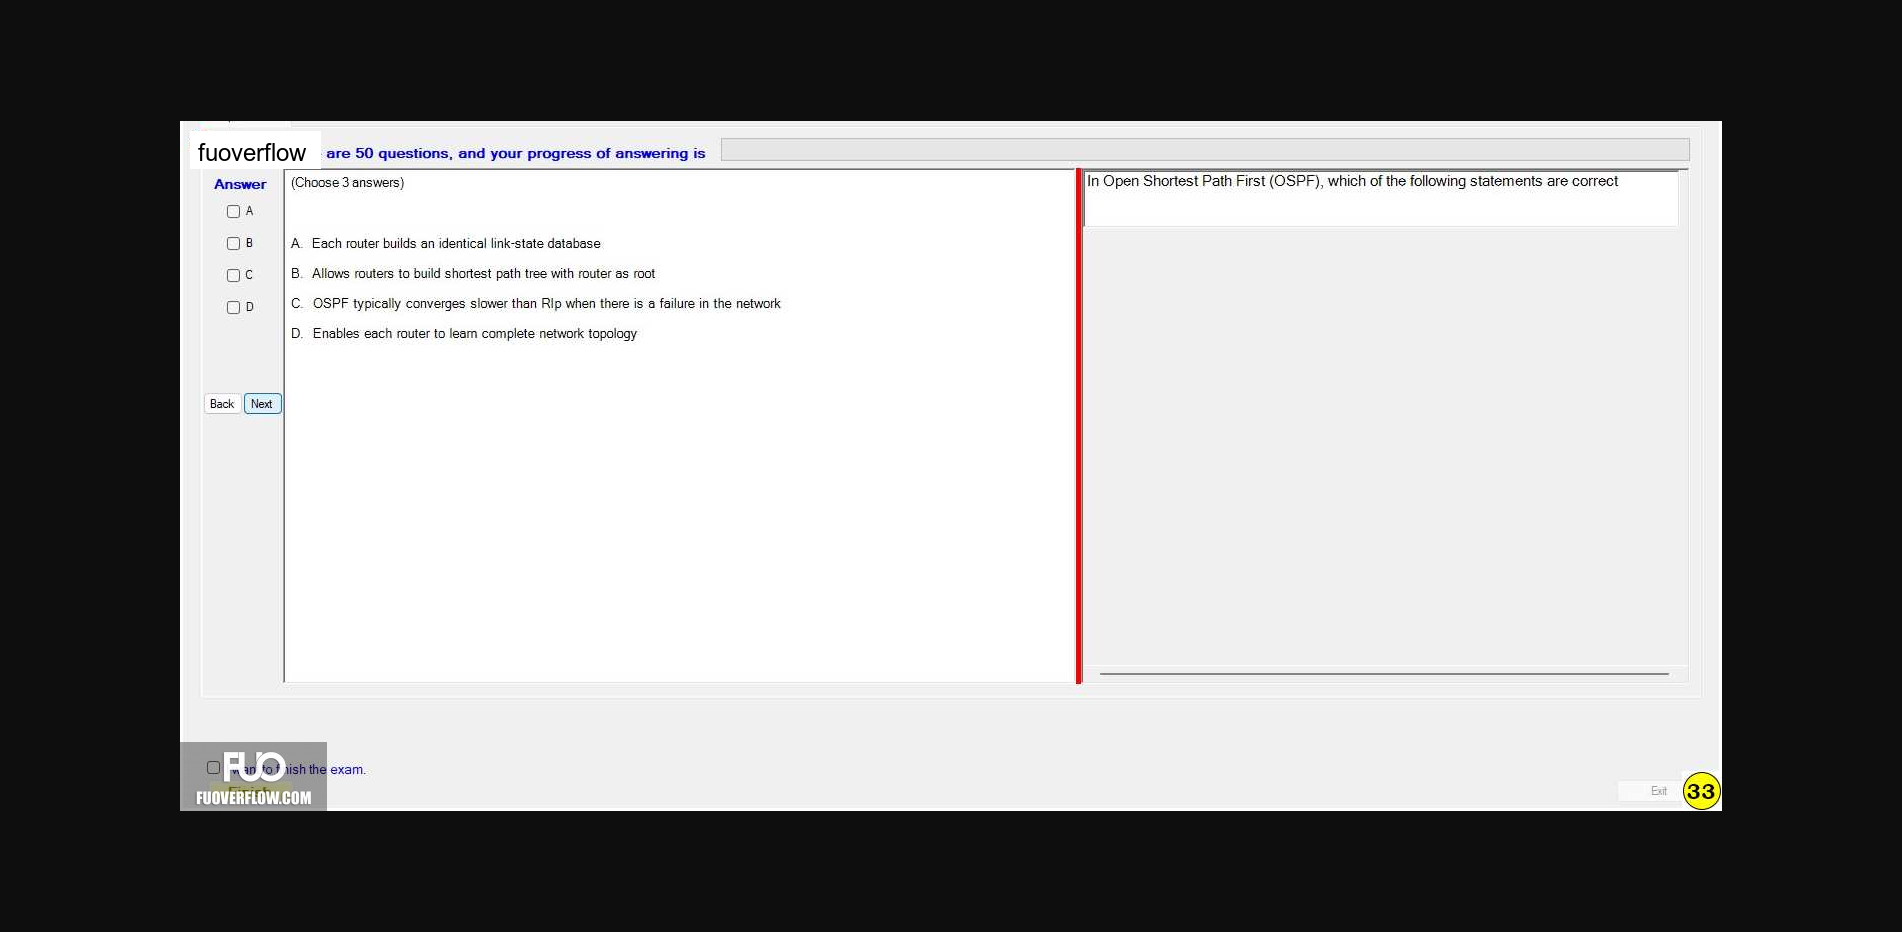 fuoverflow are 50 questions, and your progress of answering is
Answer
A
B
C
D
Back Next
(Choose 3 answers)
A. Each router builds an identical link-state database
B. Allows routers to build shortest path tree with router as root
C. OSPF typically converges slower than RIp when there is a failure in the network
D. Enables each router to learn complete network topology
In Open Shortest Path First (OSPF), which of the following statements are correct
FUO
want to finish the exam.
Finish
FUOVERFLOW.COM
Exit
33